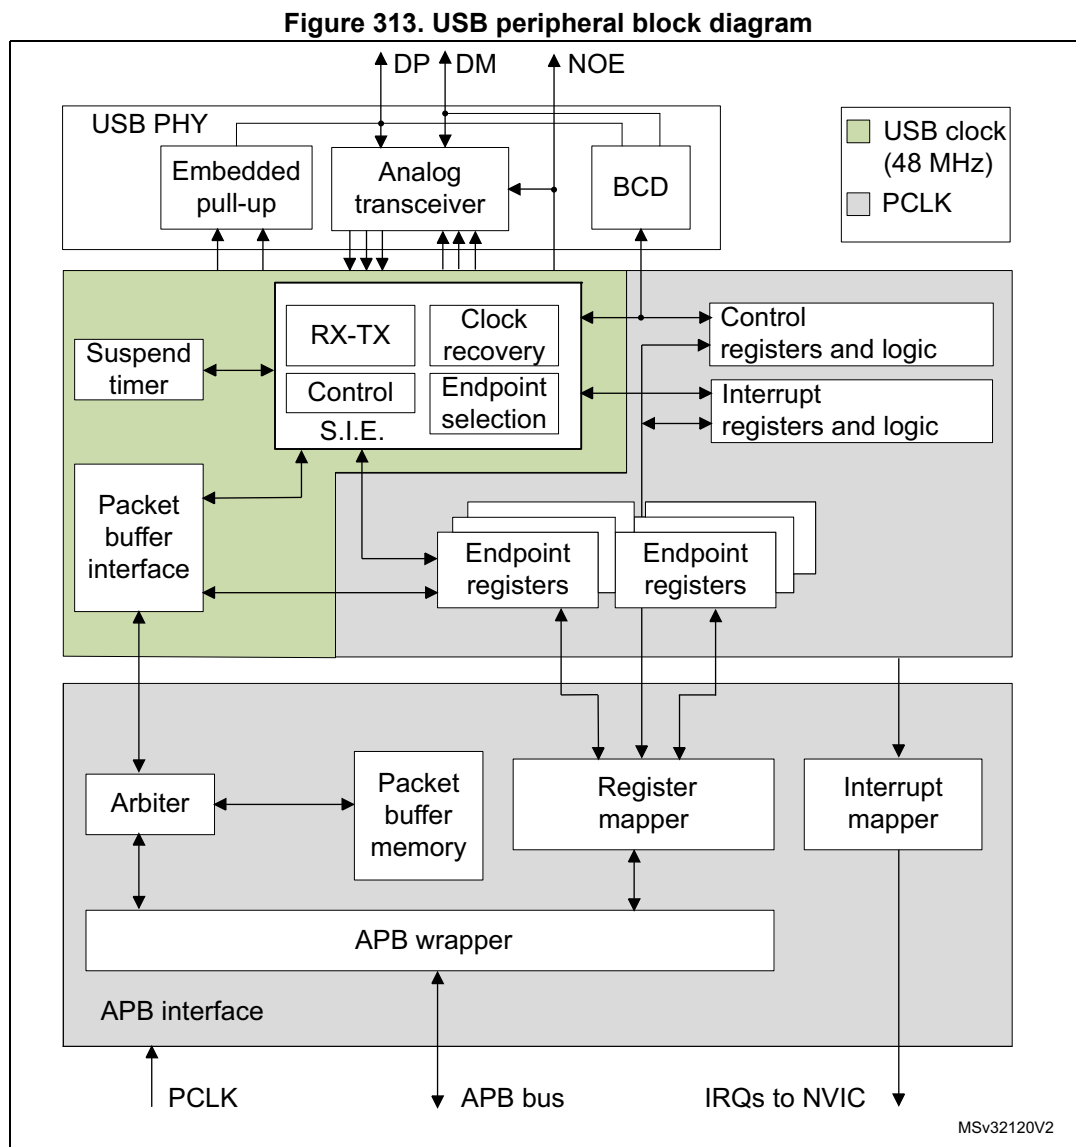 Figure 313. USB peripheral block diagram
DP DM NOE
USB PHY
Embedded
pull-up
Analog
transceiver
BCD
USB clock
(48 MHz)
PCLK
Suspend
timer
RX-TX
Clock
recovery
Control
Endpoint
selection
S.I.E.
Control
registers and logic
Interrupt
registers and logic
Packet
buffer
interface
Endpoint
registers
Endpoint
registers
Arbiter
Packet
buffer
memory
Register
mapper
Interrupt
mapper
APB wrapper
APB interface
PCLK
APB bus
IRQs to NVIC
MSv32120V2